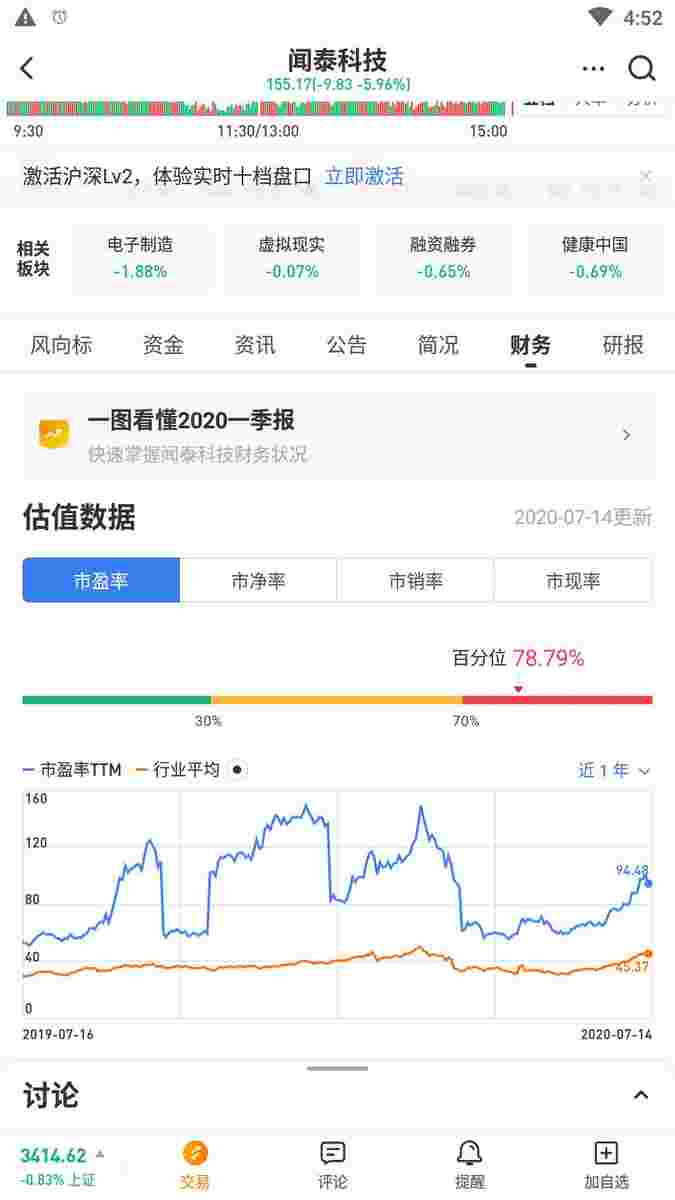 4:52
闻泰科技
155.17(-9.83 -5.96%)
9:30 11:30/13:00 15:00
激活沪深Lv2，体验实时十档盘口 立即激活
相关板块
电子制造 虚拟现实 融资融券 健康中国
-1.88% -0.07% -0.65% -0.69%
风向标 资金 资讯 公告 简况 财务 研报
一图看懂2020一季报
快速掌握闻泰科技财务状况
估值数据 2020-07-14更新
市盈率 市净率 市销率 市现率
百分位 78.79%
30% 70%
市盈率TTM 行业平均 近1年
160
120
94.48
80
40
45.37
0
2019-07-16 2020-07-14
讨论
3414.62
-0.83% 上证
交易 评论 提醒 加自选